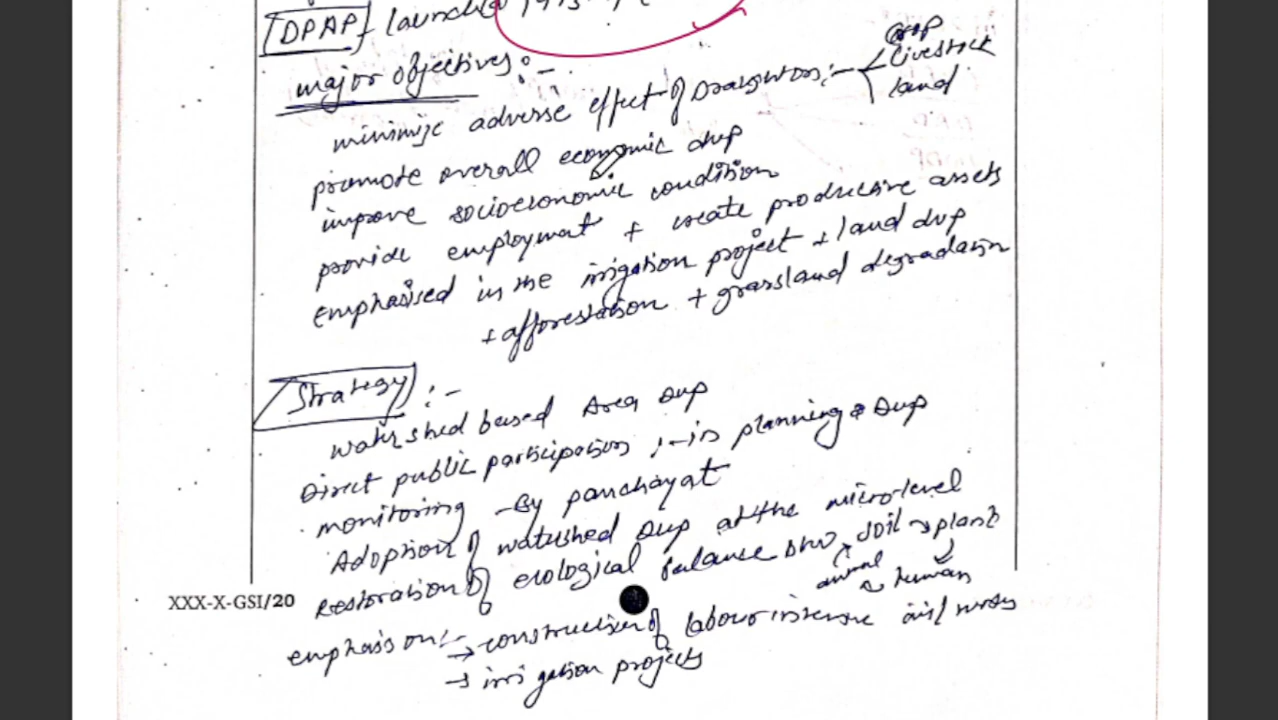 DPAP launched
major objectives :-
minimize adverse effect of Draught on :- crop
livestock
land
promote overall economic dvp
improve socioeconomic condition
provide employment + create productive assets
emphasised in the irrigation project + land dvp
+ afforestation + grassland degradation
Strategy :-
watershed based Area Dvp
Direct public participation ;- in planning & Dvp
monitoring - By panchayat
Adoption of watershed Dvp at the micro-level
Restoration of ecological balance btw soil plant
animal human
XXX-X-GSI/20
emphasis on :- → construction of labour intensive civil works
→ irrigation projects